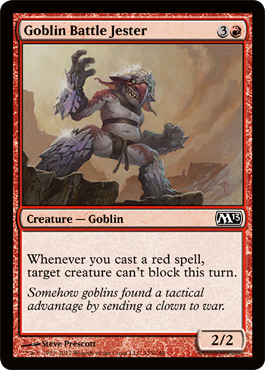 Goblin Battle Jester 3
Creature — Goblin M13
Whenever you cast a red spell,
target creature can't block this turn.
Somehow goblins found a tactical
advantage by sending a clown to war.
Steve Prescott 2/2